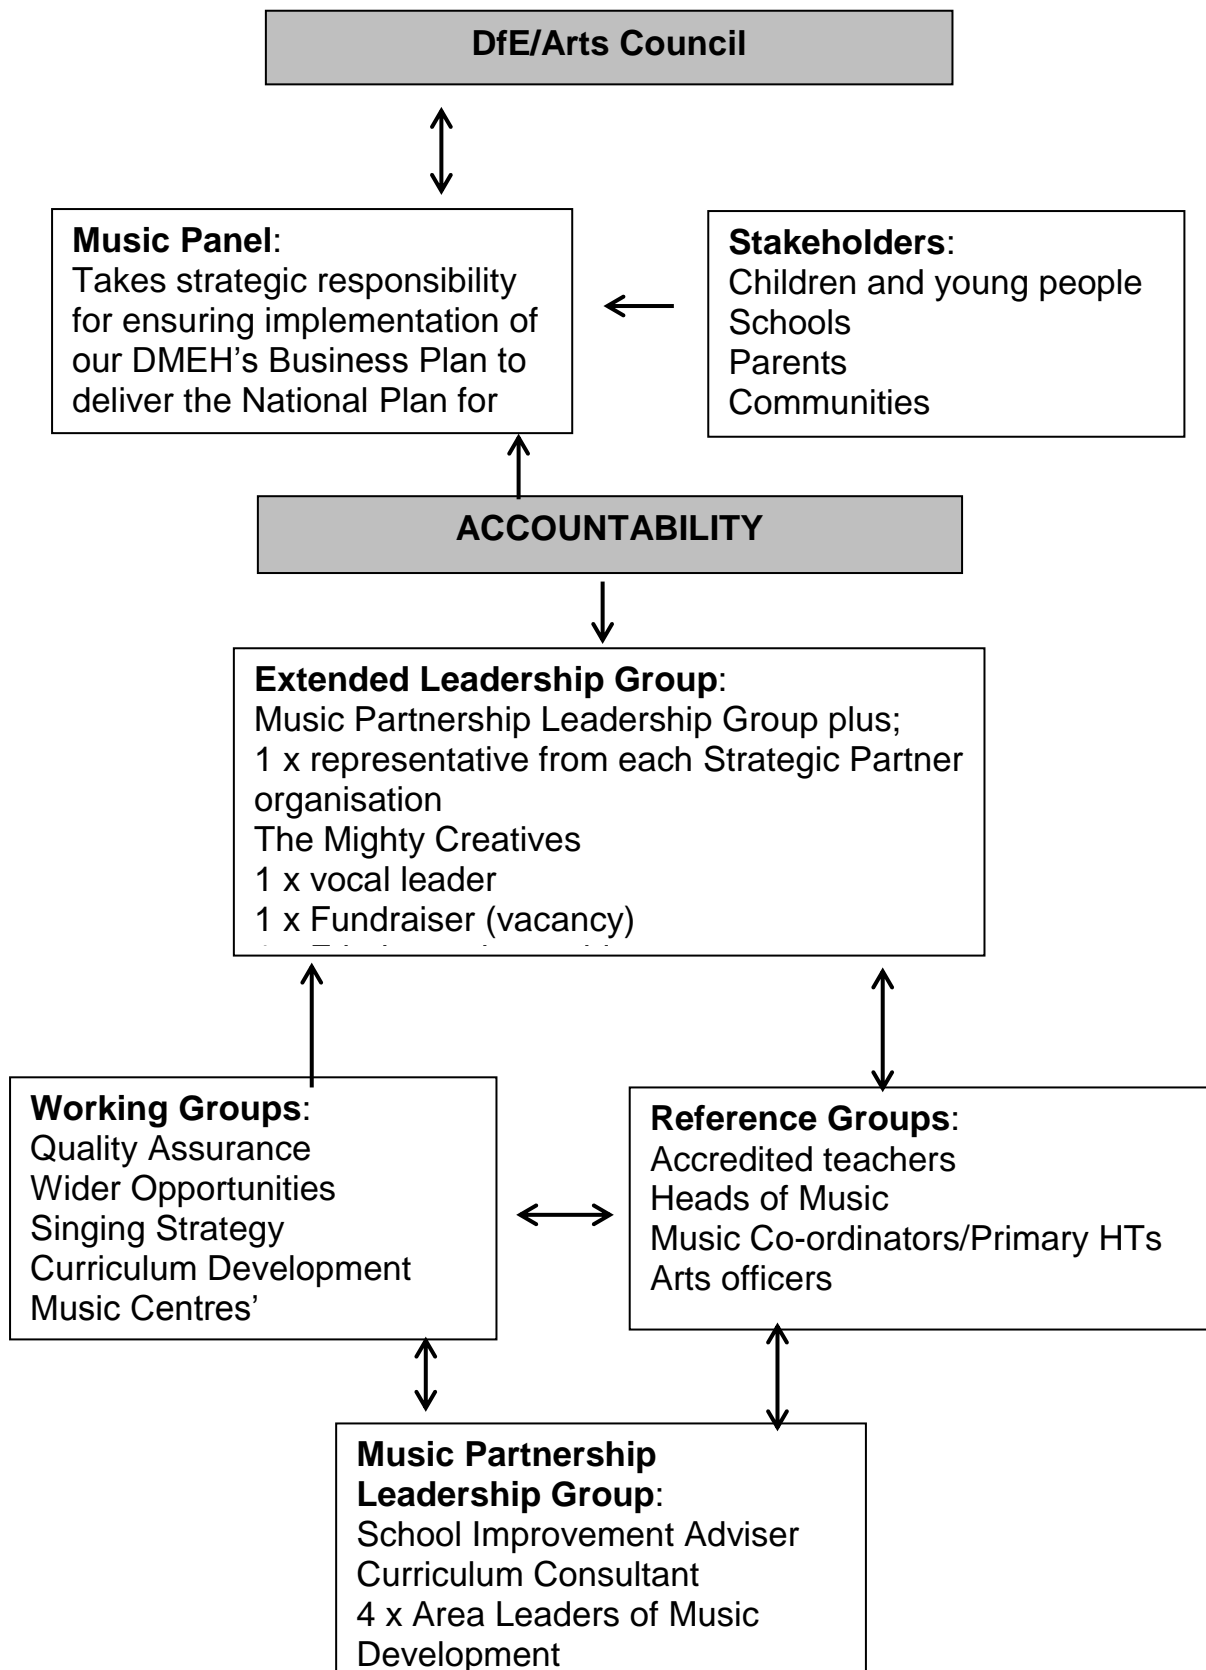 DfE/Arts Council
Music Panel:
Takes strategic responsibility
for ensuring implementation of
our DMEH's Business Plan to
deliver the National Plan for
Stakeholders:
Children and young people
Schools
Parents
Communities
ACCOUNTABILITY
Extended Leadership Group:
Music Partnership Leadership Group plus;
1 x representative from each Strategic Partner
organisation
The Mighty Creatives
1 x vocal leader
1 x Fundraiser (vacancy)
Working Groups:
Quality Assurance
Wider Opportunities
Singing Strategy
Curriculum Development
Music Centres’
Reference Groups:
Accredited teachers
Heads of Music
Music Co-ordinators/Primary HTs
Arts officers
Music Partnership
Leadership Group:
School Improvement Adviser
Curriculum Consultant
4 x Area Leaders of Music
Development